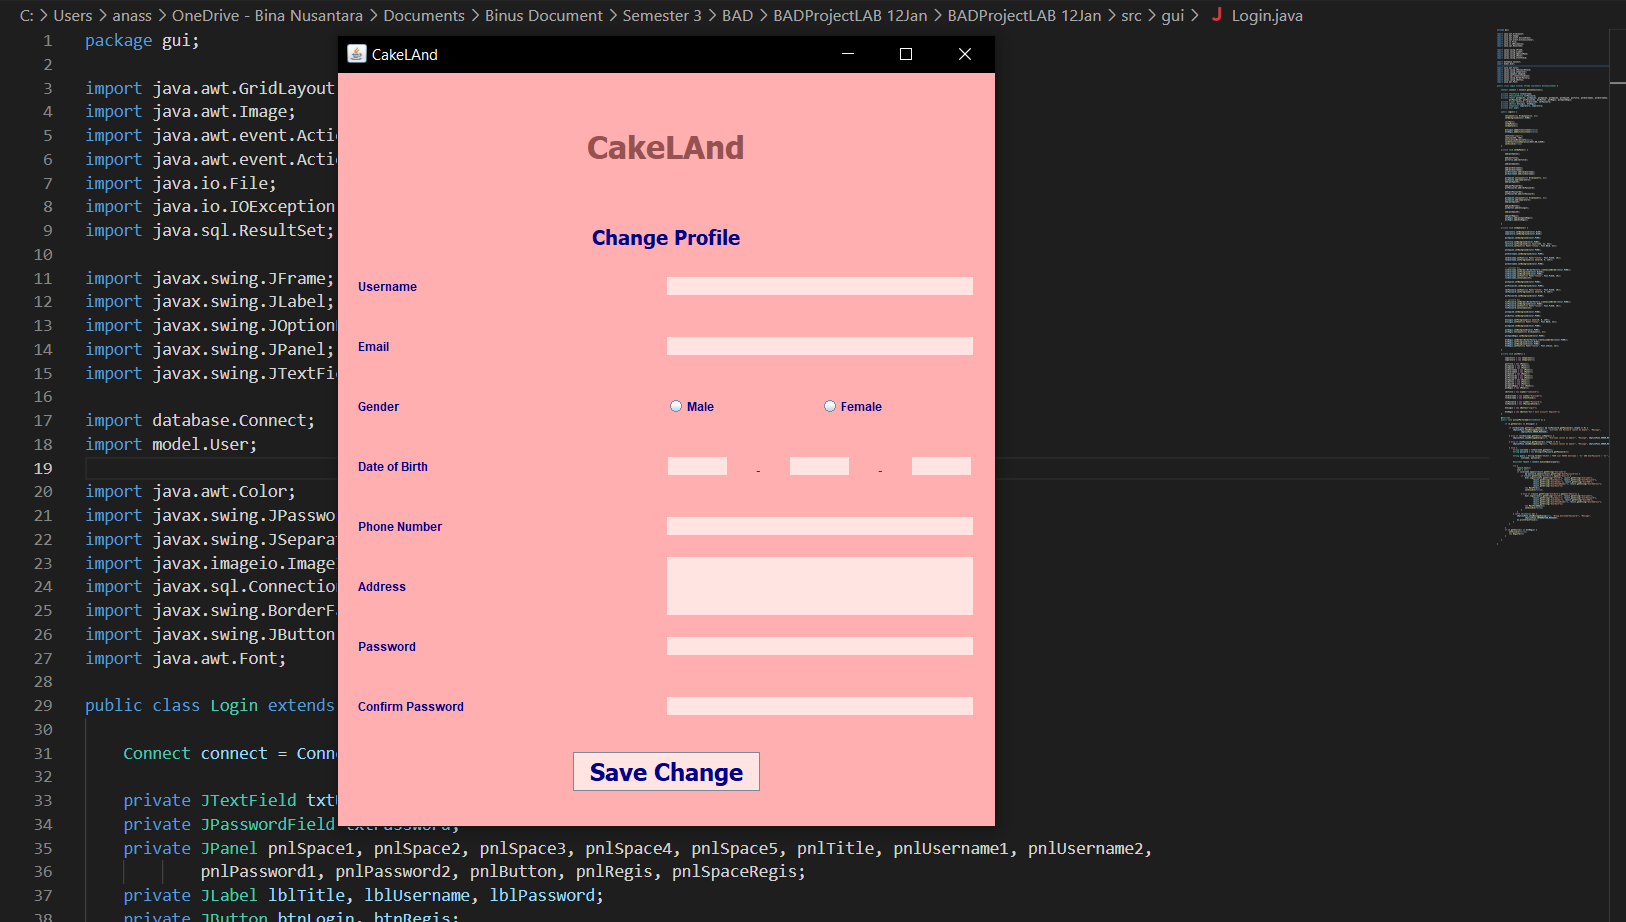 C: > Users > anass > OneDrive - Bina Nusantara > Documents > Binus Document > Semester 3 > BAD > BADProjectLAB 12Jan > BADProjectLAB 12Jan > src > gui > J Login.java
1 package gui;
2
3 import java.awt.GridLayout
4 import java.awt.Image;
5 import java.awt.event.Acti
6 import java.awt.event.Acti
7 import java.io.File;
8 import java.io.IOException
9 import java.sql.ResultSet;
10
11 import javax.swing.JFrame;
12 import javax.swing.JLabel;
13 import javax.swing.JOption
14 import javax.swing.JPanel;
15 import javax.swing.JTextFi
16
17 import database.Connect;
18 import model.User;
19
20 import java.awt.Color;
21 import javax.swing.JPasswo
22 import javax.swing.JSepara
23 import javax.imageio.Image
24 import javax.sql.Connectio
25 import javax.swing.BorderF
26 import javax.swing.JButton
27 import java.awt.Font;
28
29 public class Login extends
30
31 Connect connect = Conn
32
33 private JTextField txt
34 private JPasswordField txtPassword;
35 private JPanel pnlSpace1, pnlSpace2, pnlSpace3, pnlSpace4, pnlSpace5, pnlTitle, pnlUsername1, pnlUsername2,
36 pnlPassword1, pnlPassword2, pnlButton, pnlRegis, pnlSpaceRegis;
37 private JLabel lblTitle, lblUsername, lblPassword;
38 private JButton btnLogin, btnRegis;
CakeLAnd
CakeLAnd
Change Profile
Username
Email
Gender Male Female
Date of Birth - -
Phone Number
Address
Password
Confirm Password
Save Change